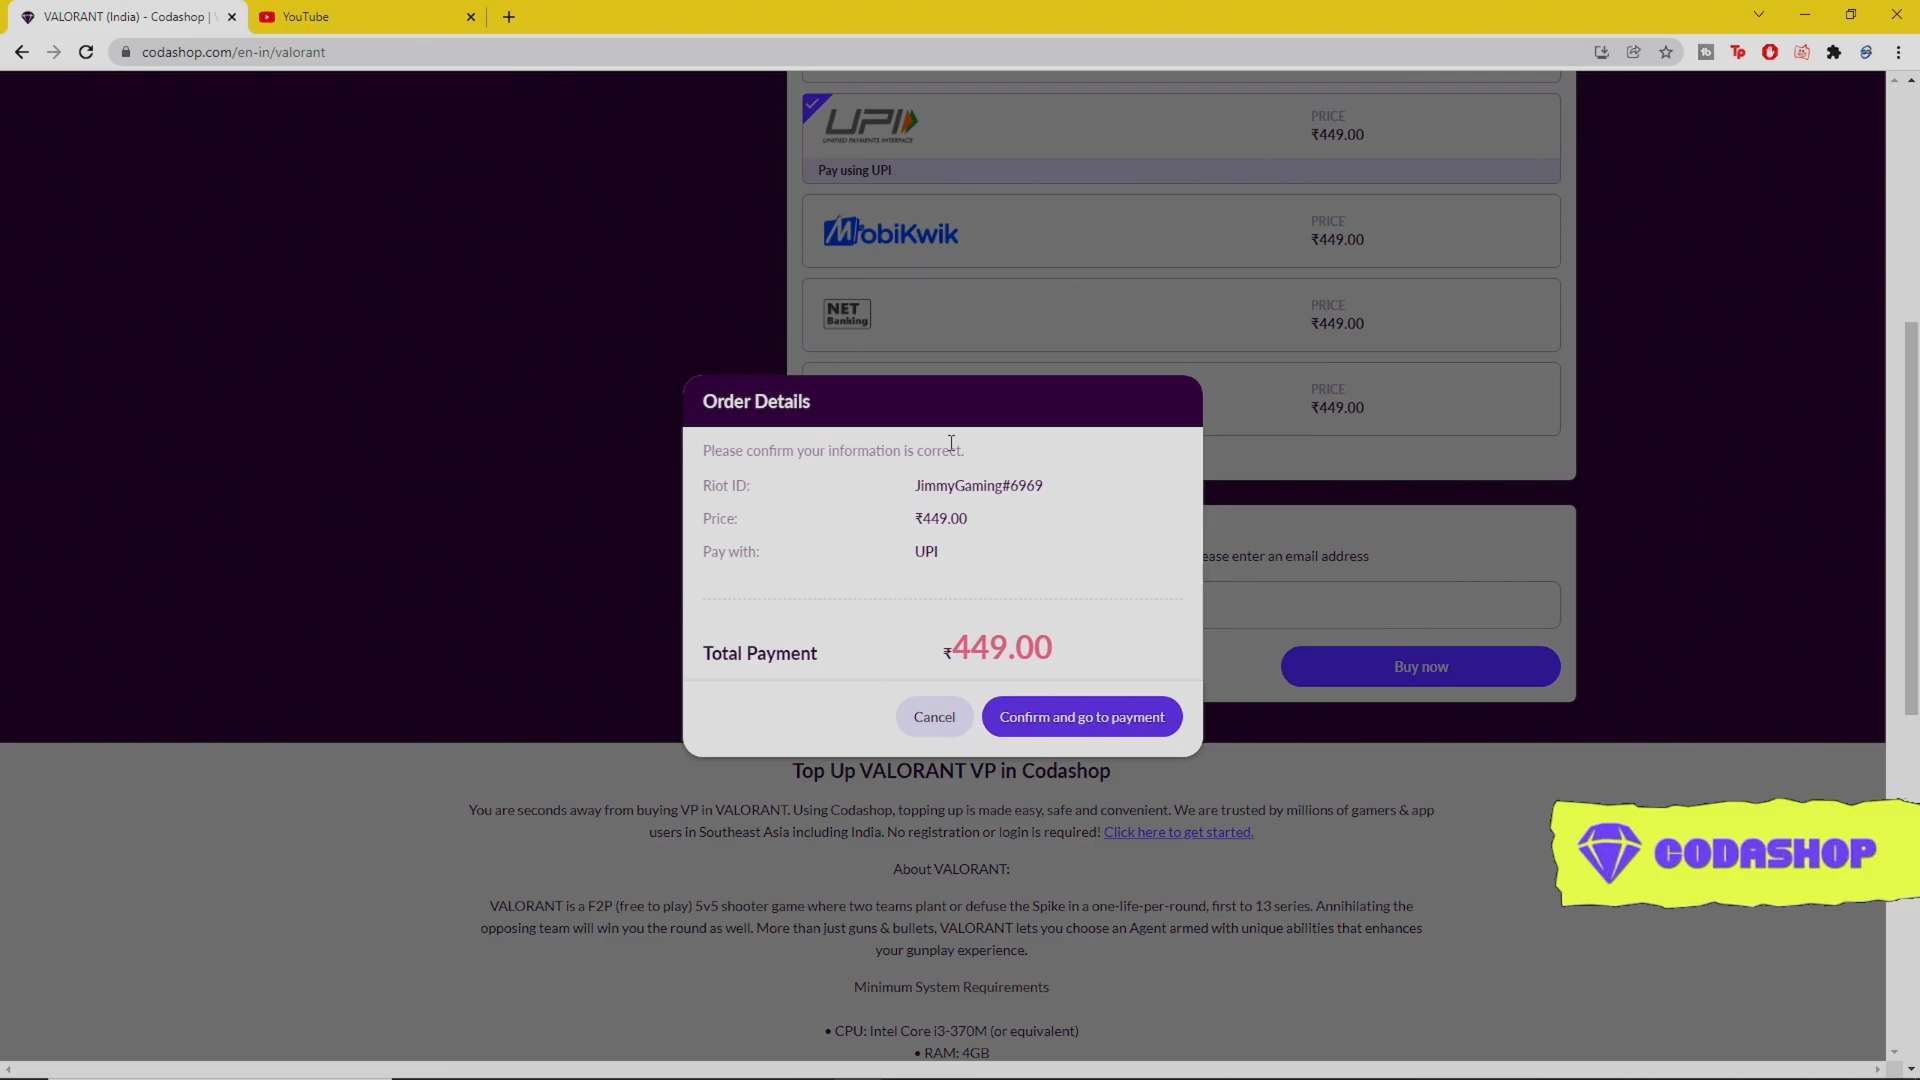 VALORANT (India) - Codashop |
YouTube
codashop.com/en-in/valorant
UPI
UNIFIED PAYMENTS INTERFACE
PRICE
₹449.00
Pay using UPI
MobiKwik
PRICE
₹449.00
NET
Banking
PRICE
₹449.00
PRICE
₹449.00
Order Details
Please confirm your information is correct.
Riot ID: JimmyGaming#6969
Price: ₹449.00
Pay with: UPI
Total Payment ₹449.00
Cancel
Confirm and go to payment
ease enter an email address
Buy now
Top Up VALORANT VP in Codashop
You are seconds away from buying VP in VALORANT. Using Codashop, topping up is made easy, safe and convenient. We are trusted by millions of gamers & app
users in Southeast Asia including India. No registration or login is required! Click here to get started.
About VALORANT:
VALORANT is a F2P (free to play) 5v5 shooter game where two teams plant or defuse the Spike in a one-life-per-round, first to 13 series. Annihilating the
opposing team will win you the round as well. More than just guns & bullets, VALORANT lets you choose an Agent armed with unique abilities that enhances
your gunplay experience.
Minimum System Requirements
• CPU: Intel Core i3-370M (or equivalent)
• RAM: 4GB
CODASHOP